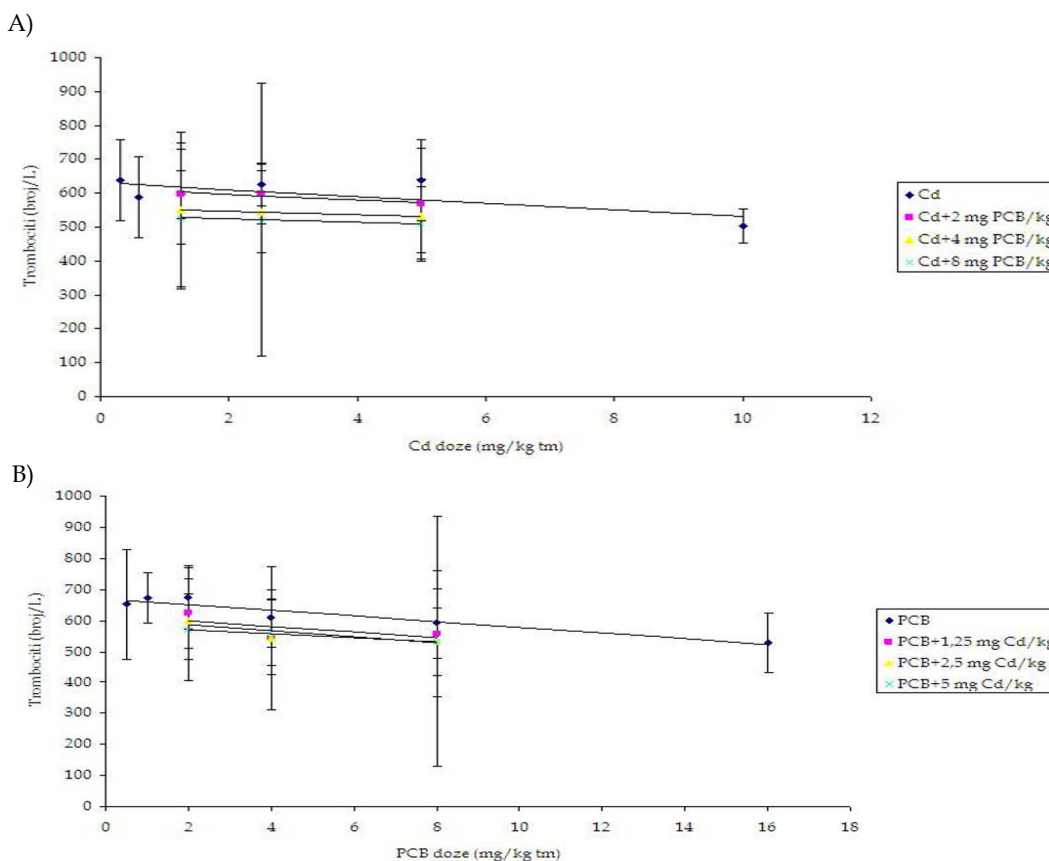 A)
1000
900
800
700
600
500
400
300
200
100
0
Trombociti (broj/L)
0 2 4 6 8 10 12
Cd doze (mg/kg tm)
Cd
Cd+2 mg PCB/kg
Cd+4 mg PCB/kg
Cd+8 mg PCB/kg
B)
1000
900
800
700
600
500
400
300
200
100
0
Trombociti (broj/L)
0 2 4 6 8 10 12 14 16 18
PCB doze (mg/kg tm)
PCB
PCB+1,25 mg Cd/kg
PCB+2,5 mg Cd/kg
PCB+5 mg Cd/kg